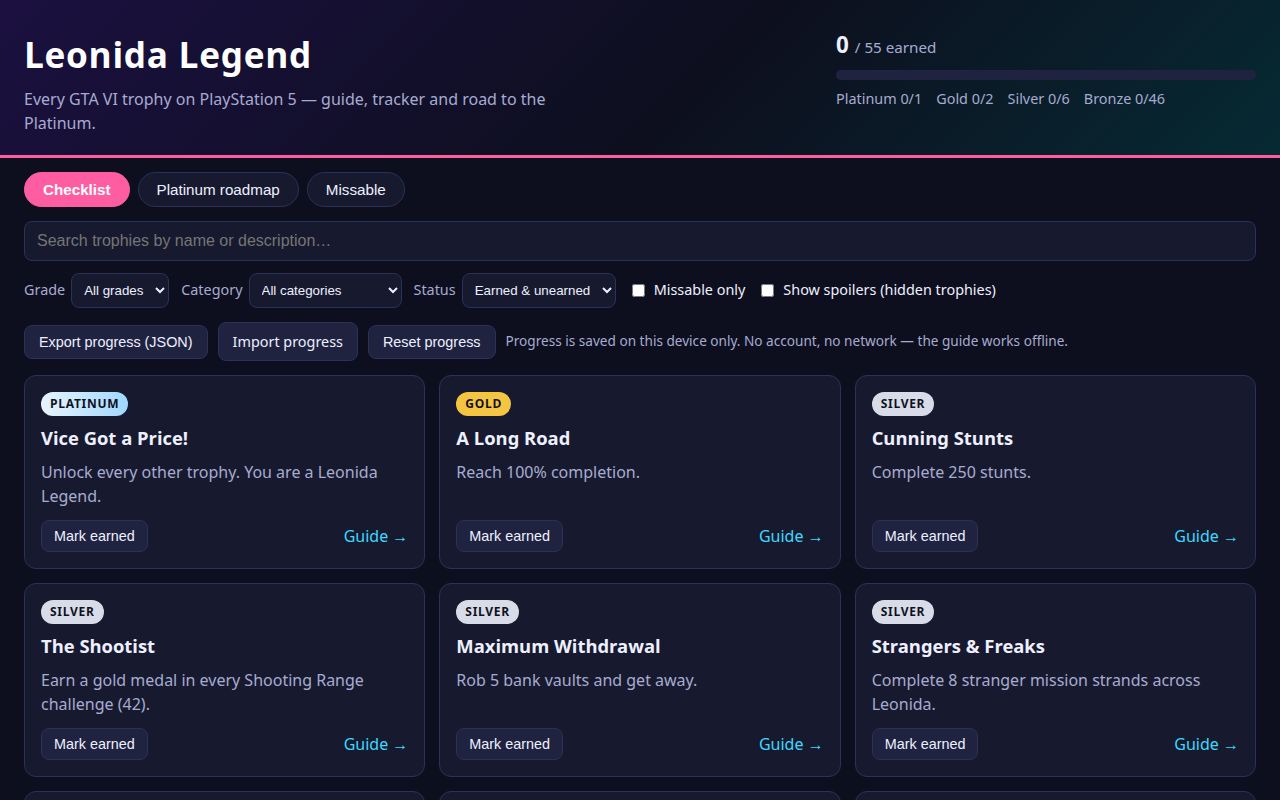 Leonida Legend
Every GTA VI trophy on PlayStation 5 — guide, tracker and road to the
Platinum.
0 / 55 earned
Platinum 0/1 Gold 0/2 Silver 0/6 Bronze 0/46
Checklist Platinum roadmap Missable
Search trophies by name or description…
Grade All grades Category All categories Status Earned & unearned Missable only Show spoilers (hidden trophies)
Export progress (JSON) Import progress Reset progress Progress is saved on this device only. No account, no network — the guide works offline.
PLATINUM
Vice Got a Price!
Unlock every other trophy. You are a Leonida
Legend.
Mark earned Guide →
GOLD
A Long Road
Reach 100% completion.
Mark earned Guide →
SILVER
Cunning Stunts
Complete 250 stunts.
Mark earned Guide →
SILVER
The Shootist
Earn a gold medal in every Shooting Range
challenge (42).
Mark earned Guide →
SILVER
Maximum Withdrawal
Rob 5 bank vaults and get away.
Mark earned Guide →
SILVER
Strangers & Freaks
Complete 8 stranger mission strands across
Leonida.
Mark earned Guide →